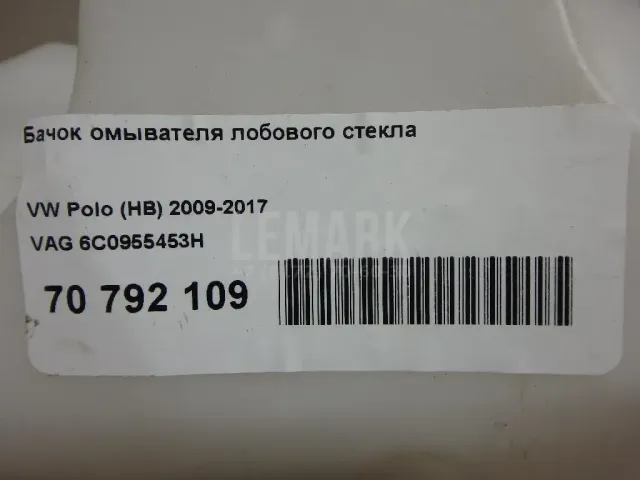 Бачок омывателя лобового стекла
VW Polo (HB) 2009-2017
VAG 6C0955453H
LEMARK
70 792 109